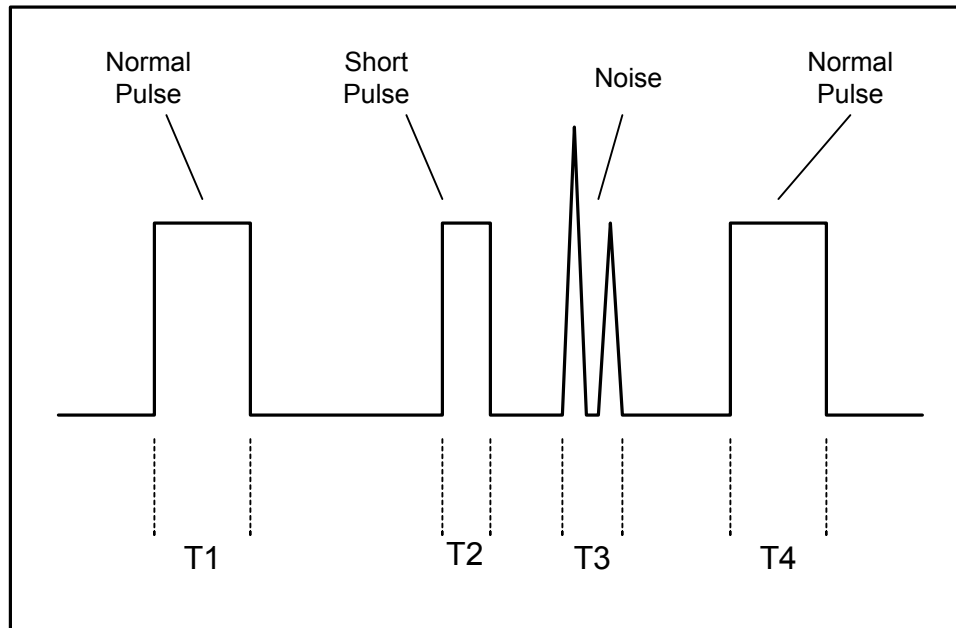 Normal
Pulse
Short
Pulse
Noise
Normal
Pulse
T1
T2
T3
T4